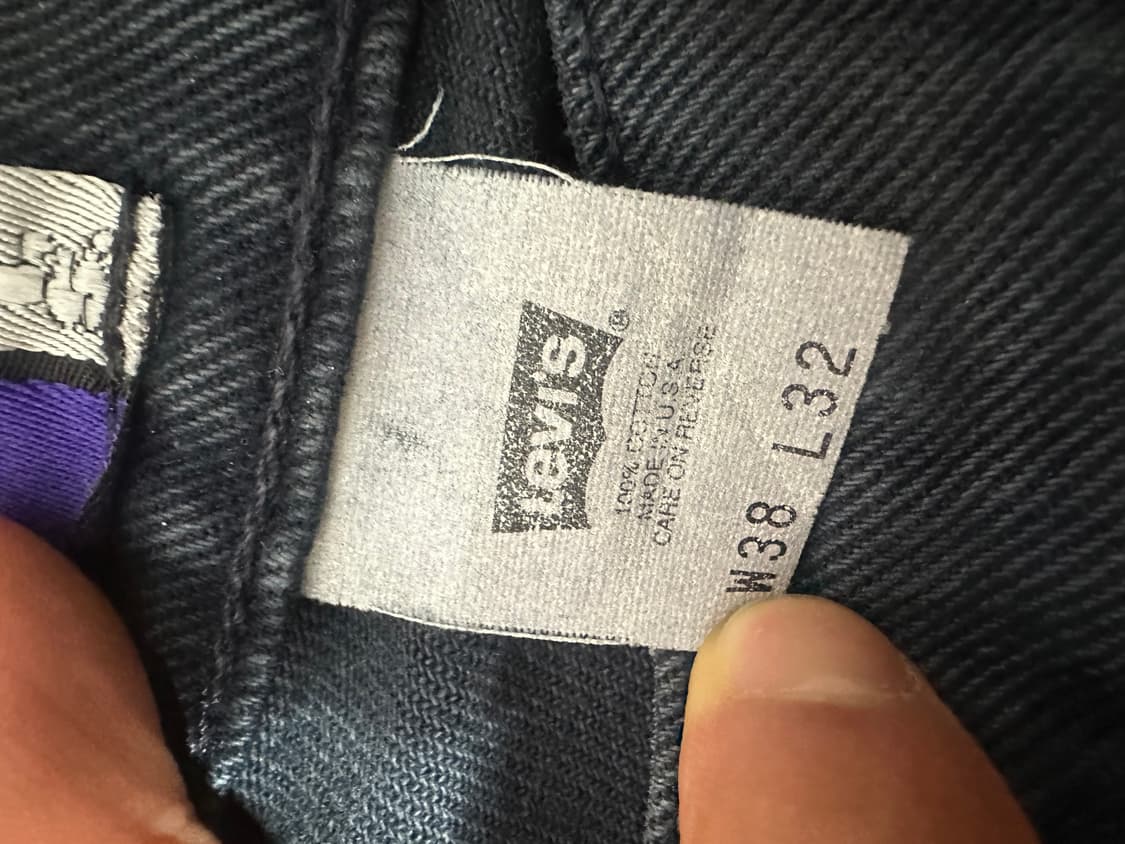 Levi's®
100% COTTON
MADE IN U.S.A.
CARE ON REVERSE
W38 L32